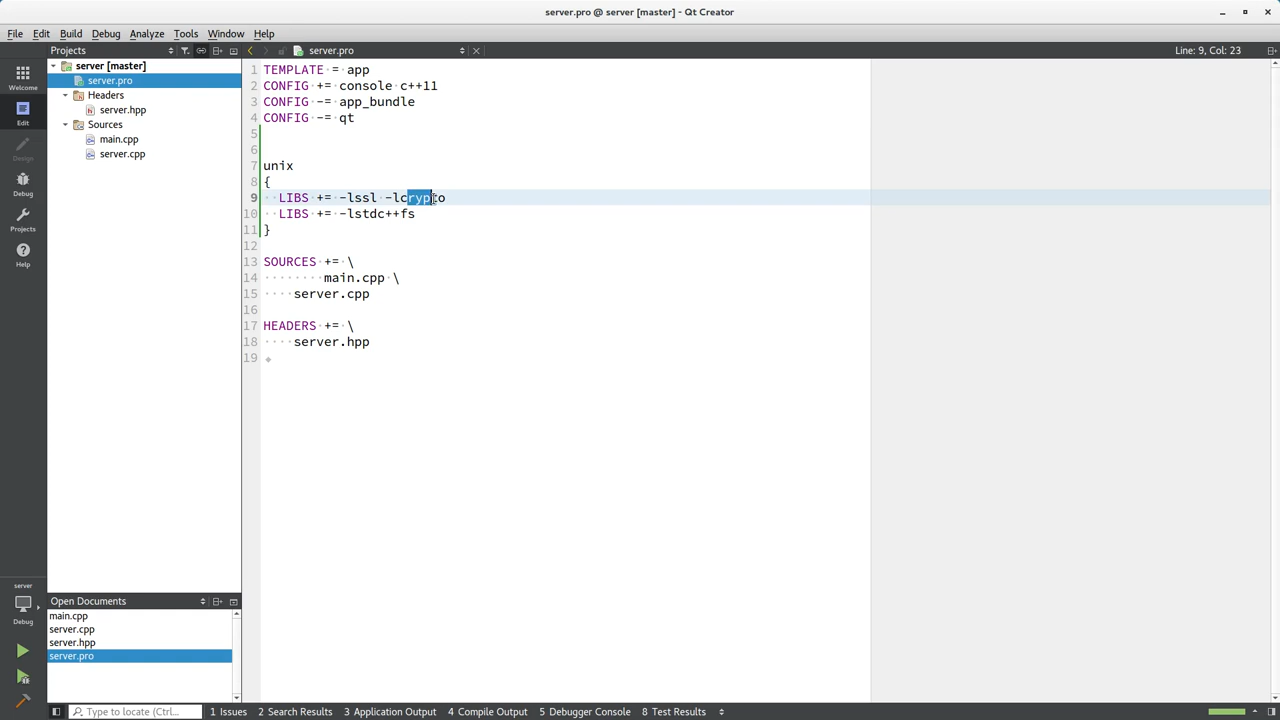 server.pro @ server [master] - Qt Creator
File Edit Build Debug Analyze Tools Window Help
Projects
server.pro
Line: 9, Col: 23
Welcome
Edit
Design
Debug
Projects
Help
server [master]
server.pro
Headers
server.hpp
Sources
main.cpp
server.cpp
1 TEMPLATE = app
2 CONFIG += console c++11
3 CONFIG -= app_bundle
4 CONFIG -= qt
5
6
7 unix
8 {
9 LIBS += -lssl -lcrypto
10 LIBS += -lstdc++fs
11 }
12
13 SOURCES += \
14 main.cpp \
15 server.cpp
16
17 HEADERS += \
18 server.hpp
19
server
Debug
Open Documents
main.cpp
server.cpp
server.hpp
server.pro
Type to locate (Ctrl...
1 Issues 2 Search Results 3 Application Output 4 Compile Output 5 Debugger Console 8 Test Results